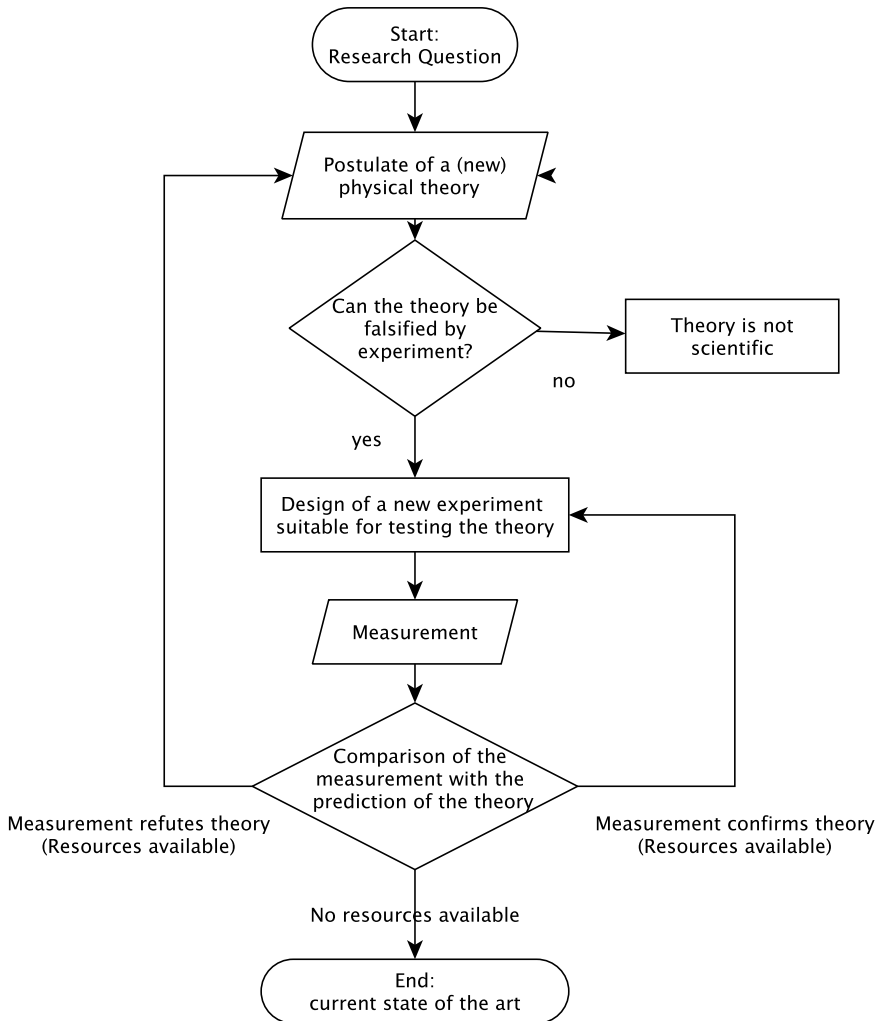 Start:
Research Question
Postulate of a (new)
physical theory
Can the theory be
falsified by
experiment?
Theory is not
scientific
no
yes
Design of a new experiment
suitable for testing the theory
Measurement
Comparison of the
measurement with the
prediction of the theory
Measurement refutes theory
(Resources available)
Measurement confirms theory
(Resources available)
No resources available
End:
current state of the art